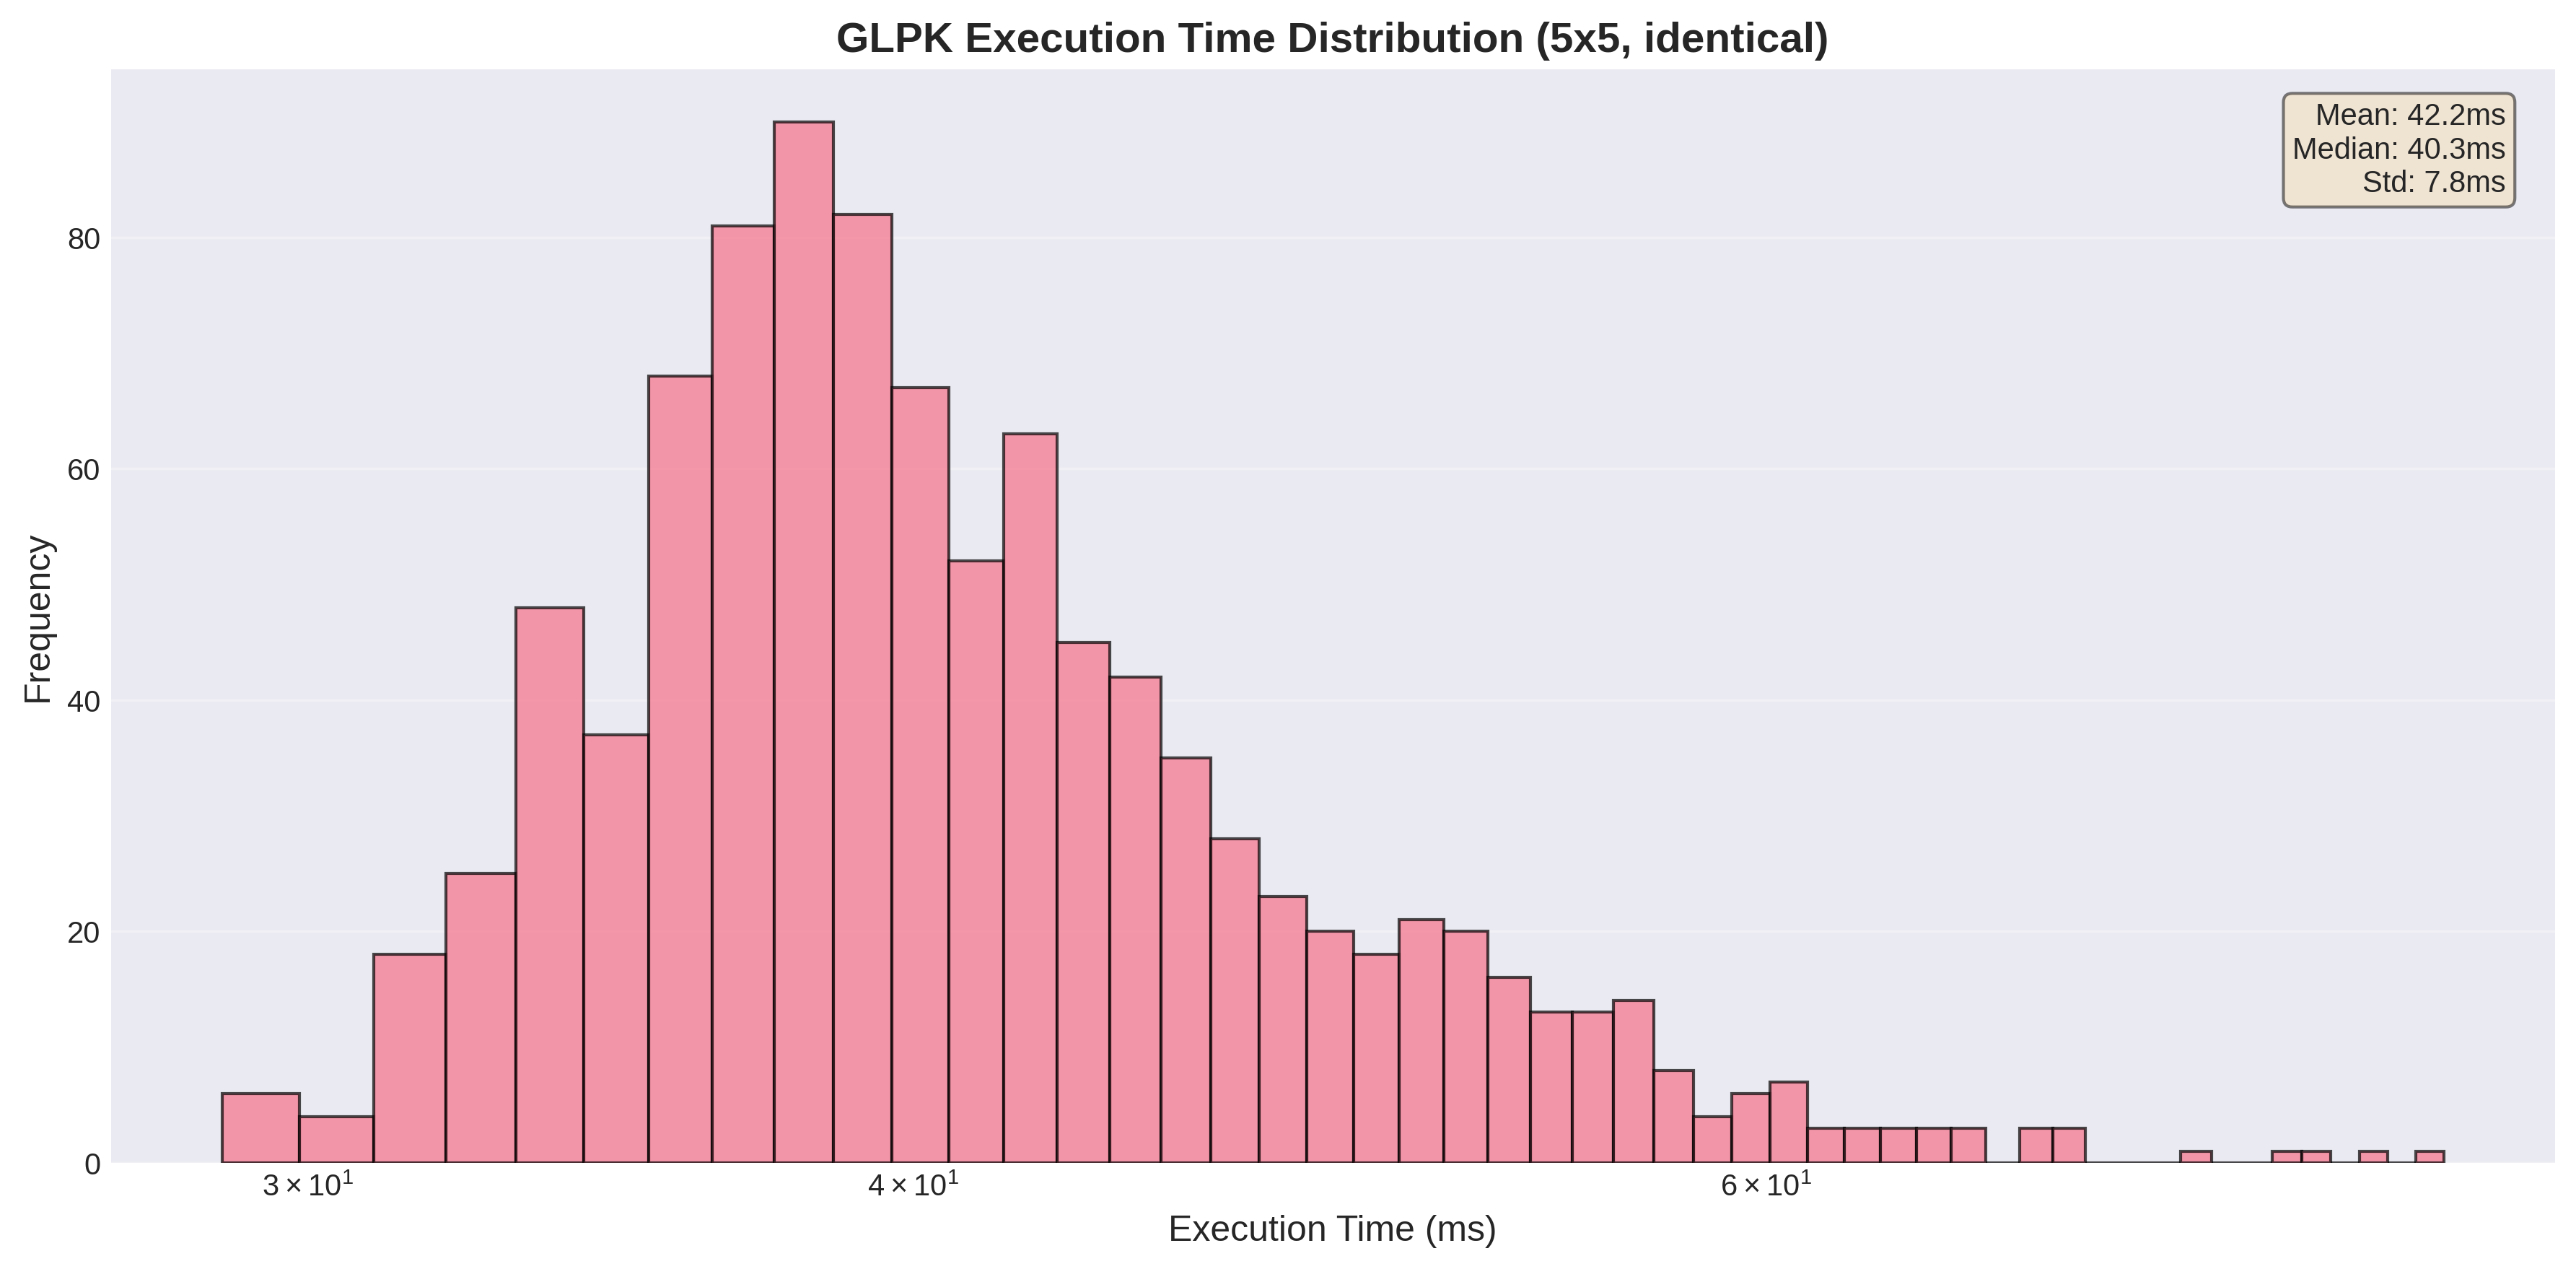 GLPK Execution Time Distribution (5x5, identical)
Mean: 42.2ms
Median: 40.3ms
Std: 7.8ms
Frequency
80
60
40
20
0
3 × 10¹
4 × 10¹
6 × 10¹
Execution Time (ms)